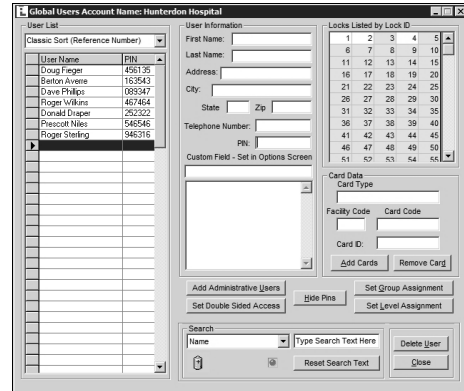 Global Users Account Name: Hunterdon Hospital
User List
Classic Sort (Reference Number)
User Name PIN
Doug Fieger 456135
Berton Averre 163543
Dave Phillips 089347
Roger Wilkins 467464
Donald Draper 252322
Prescott Niles 546546
Roger Sterling 946316
User Information
First Name:
Last Name:
Address:
City:
State Zip
Telephone Number:
PIN:
Custom Field - Set in Options Screen
Locks Listed by Lock ID
1 2 3 4 5
6 7 8 9 10
11 12 13 14 15
16 17 18 19 20
21 22 23 24 25
26 27 28 29 30
31 32 33 34 35
36 37 38 39 40
41 42 43 44 45
46 47 48 49 50
51 52 53 54 55
Card Data
Card Type
Facility Code Card Code
Card ID:
Add Cards Remove Card
Add Administrative Users
Set Double Sided Access
Hide Pins
Set Group Assignment
Set Level Assignment
Search
Name
Type Search Text Here
Reset Search Text
Delete User
Close